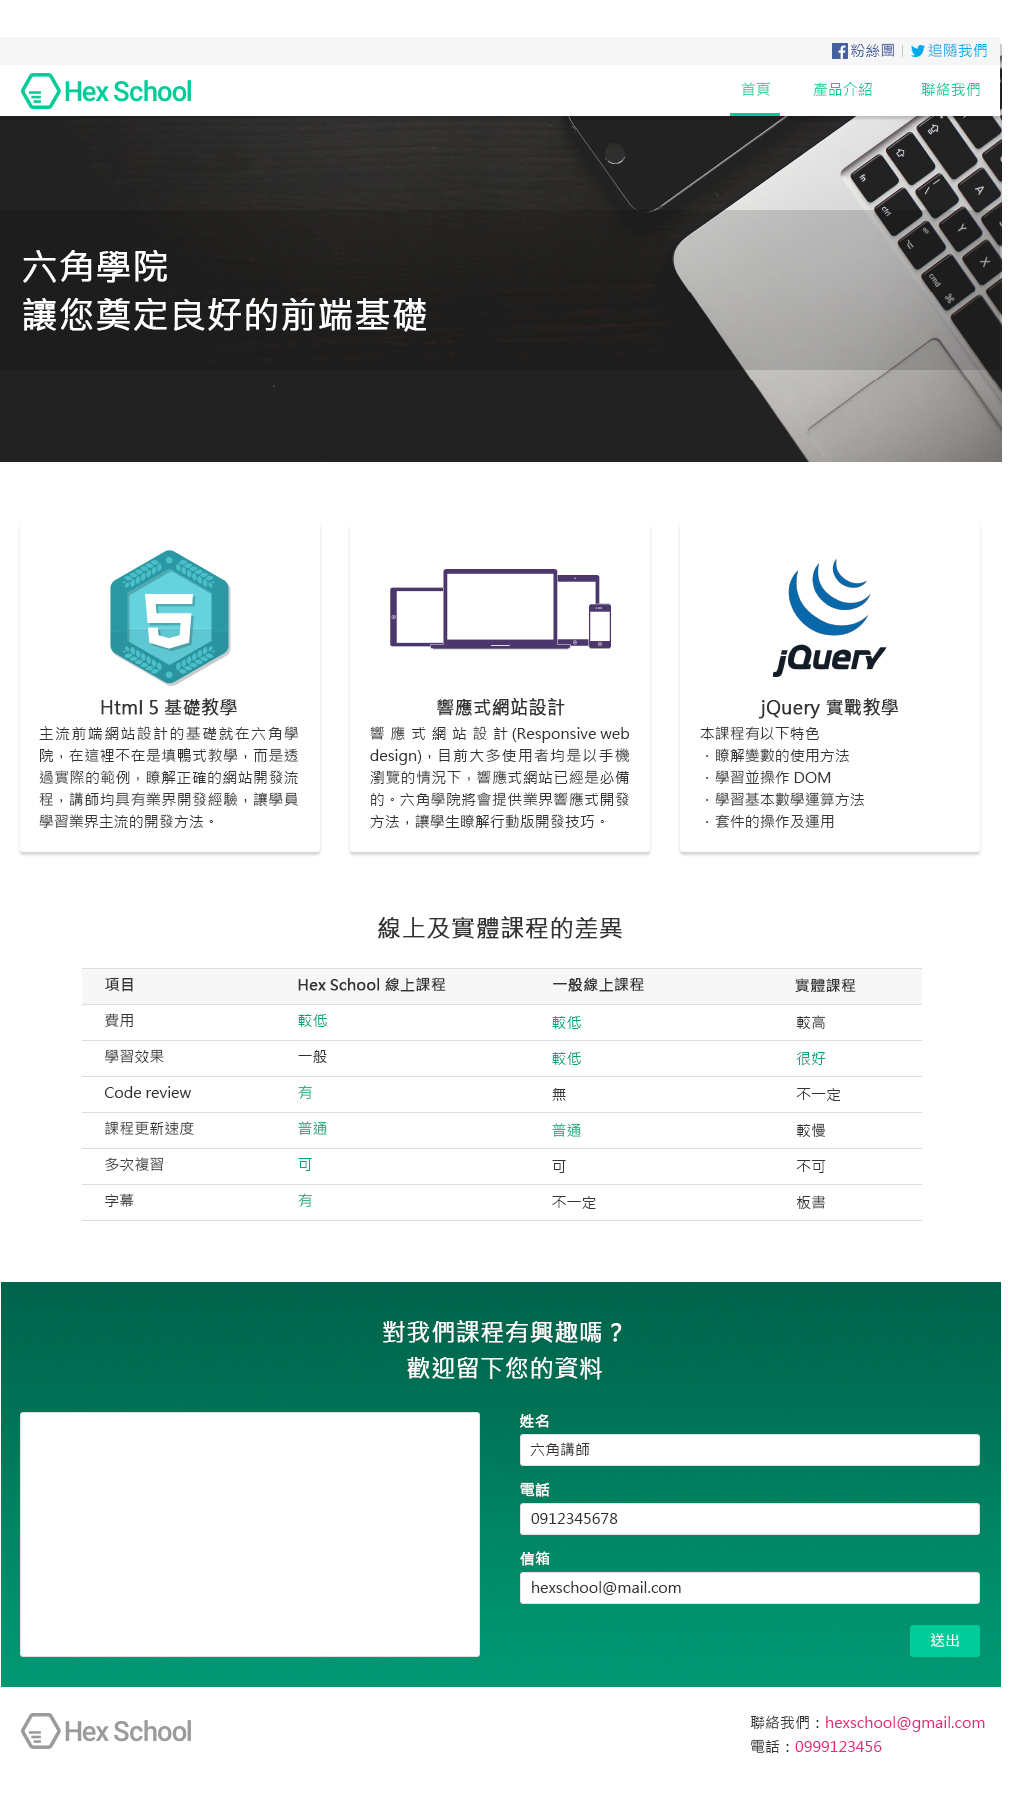 粉絲團 | 追隨我們
Hex School
首頁 產品介紹 聯絡我們
六角學院
讓您奠定良好的前端基礎
Html 5 基礎教學
主流前端網站設計的基礎就在六角學
院，在這裡不在是填鴨式教學，而是透
過實際的範例，瞭解正確的網站開發流
程，講師均具有業界開發經驗，讓學員
學習業界主流的開發方法。
響應式網站設計
響應式網站設計(Responsive web
design)，目前大多使用者均是以手機
瀏覽的情況下，響應式網站已經是必備
的。六角學院將會提供業界響應式開發
方法，讓學生瞭解行動版開發技巧。
jQuery
jQuery 實戰教學
本課程有以下特色
．瞭解變數的使用方法
．學習並操作 DOM
．學習基本數學運算方法
．套件的操作及運用
線上及實體課程的差異
項目 Hex School 線上課程 一般線上課程 實體課程
費用 較低 較低 較高
學習效果 一般 較低 很好
Code review 有 無 不一定
課程更新速度 普通 普通 較慢
多次複習 可 可 不可
字幕 有 不一定 板書
對我們課程有興趣嗎？
歡迎留下您的資料
姓名
六角講師
電話
0912345678
信箱
hexschool@mail.com
送出
Hex School
聯絡我們：hexschool@gmail.com
電話：0999123456